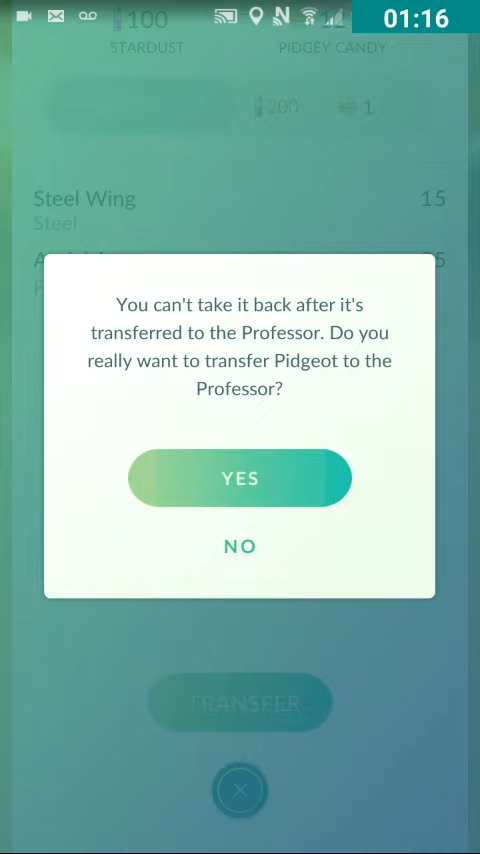 100
01:16
STARDUST
PIDGEY CANDY
200
1
Steel Wing
15
Steel
You can't take it back after it's
transferred to the Professor. Do you
really want to transfer Pidgeot to the
Professor?
YES
NO
TRANSFER